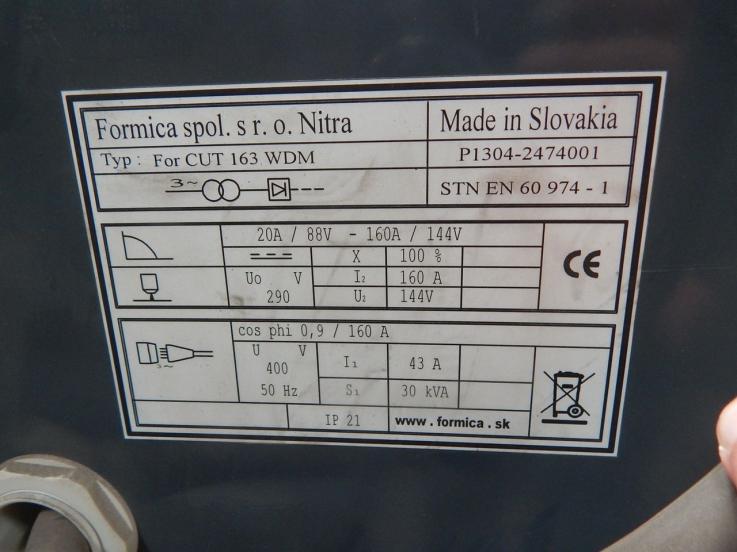 Formica spol. s r. o. Nitra
Made in Slovakia
Typ : For CUT 163 WDM
P1304-2474001
3~
STN EN 60 974 - 1
20A / 88V - 160A / 144V
X 100 %
Uo V
I₂ 160 A
290
U₂ 144V
CE
cos phi 0,9 / 160 A
U V
400
I₁ 43 A
3~
50 Hz
S₁ 30 kVA
IP 21
www.formica.sk